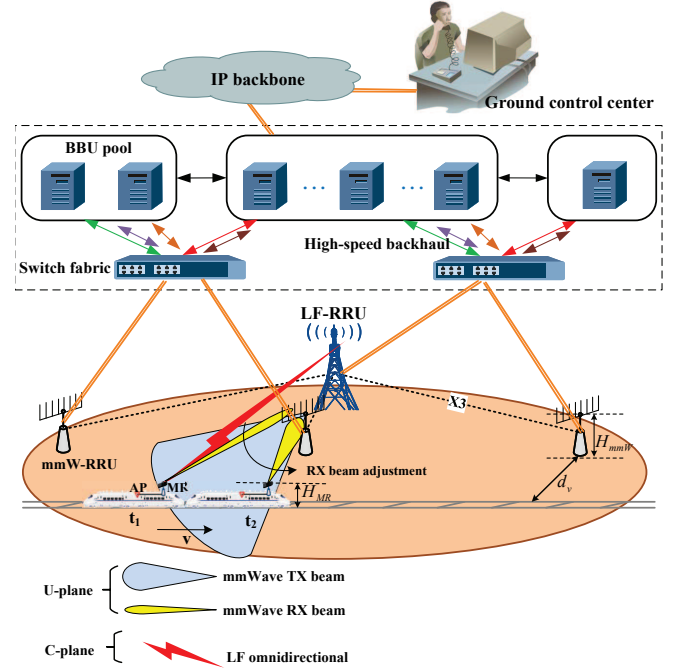 IP backbone
Ground control center
BBU pool
... ...
High-speed backhaul
Switch fabric
LF-RRU
X3
mmW-RRU
H_mmW
RX beam adjustment
d_v
AP MR
H_MR
t1 t2
v
U-plane
mmWave TX beam
mmWave RX beam
C-plane
LF omnidirectional